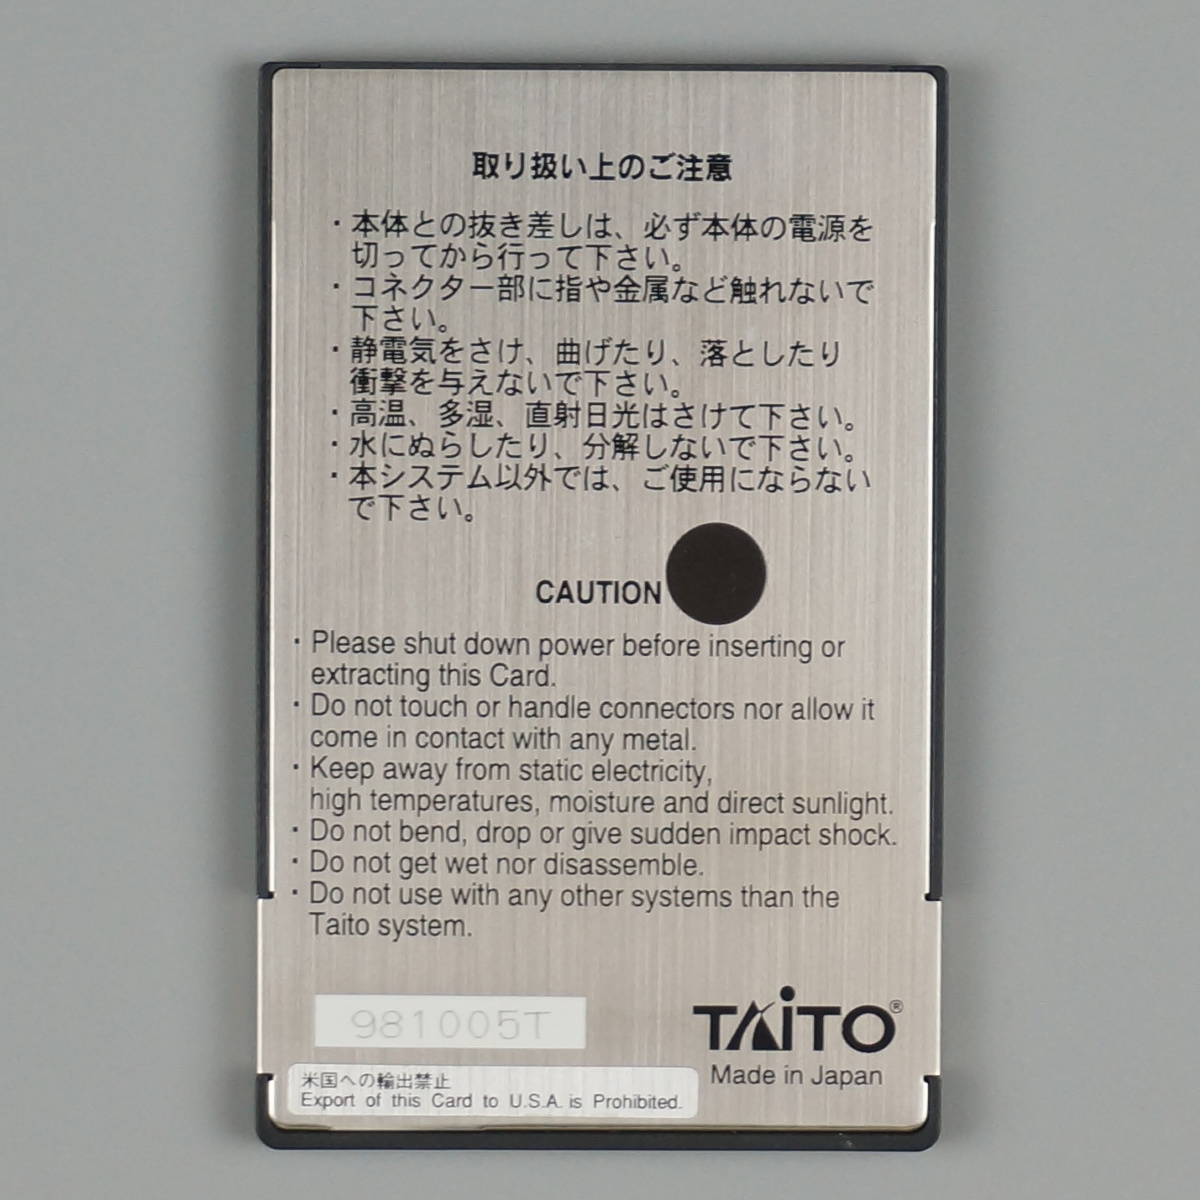 取り扱い上のご注意
・本体との抜き差しは、必ず本体の電源を
切ってから行って下さい。
・コネクター部に指や金属など触れないで
下さい。
・静電気をさけ、曲げたり、落としたり
衝撃を与えないで下さい。
・高温、多湿、直射日光はさけて下さい。
・水にぬらしたり、分解しないで下さい。
・本システム以外では、ご使用にならない
で下さい。
CAUTION
・Please shut down power before inserting or
extracting this Card.
・Do not touch or handle connectors nor allow it
come in contact with any metal.
・Keep away from static electricity,
high temperatures, moisture and direct sunlight.
・Do not bend, drop or give sudden impact shock.
・Do not get wet nor disassemble.
・Do not use with any other systems than the
Taito system.
981005T
TAiTO®
Made in Japan
米国への輸出禁止
Export of this Card to U.S.A. is Prohibited.